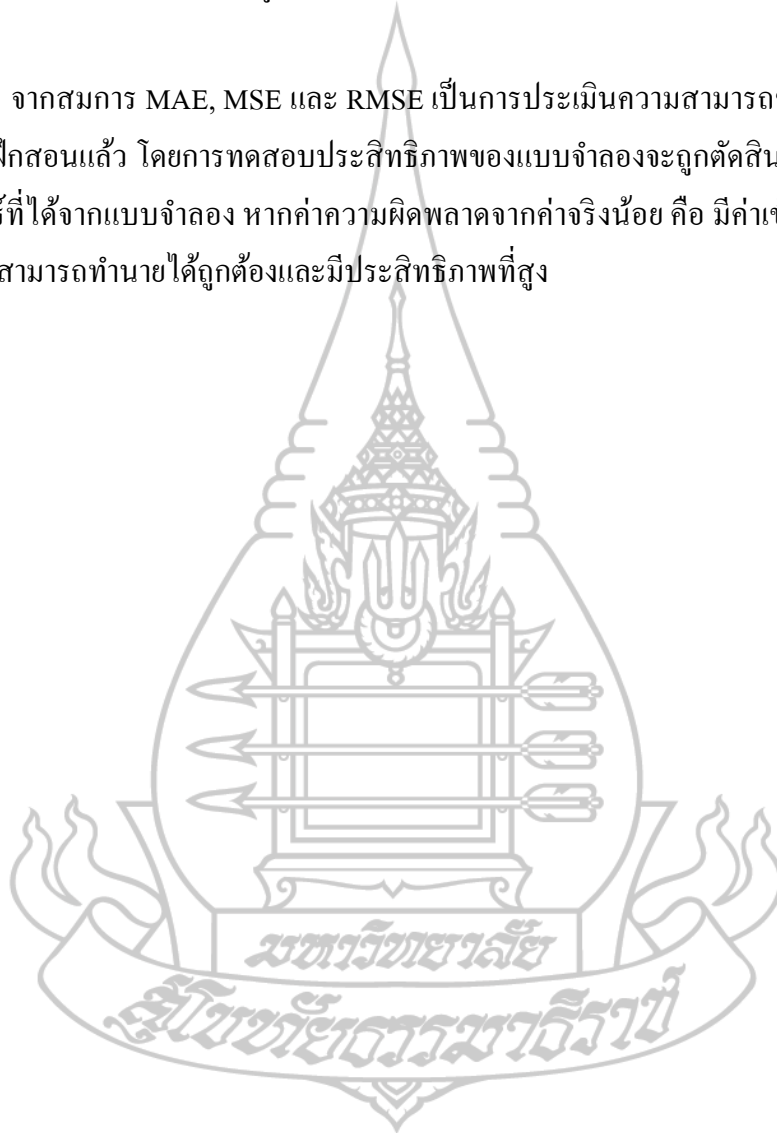 จากสมการ MAE, MSE และ RMSE เป็นการประเมินความสามารถ
ฝึกสอนแล้ว โดยการทดสอบประสิทธิภาพของแบบจำลองจะถูกตัดสิน
ที่ได้จากแบบจำลอง หากค่าความผิดพลาดจากค่าจริงน้อย คือ มีค่า
สามารถทำนายได้ถูกต้องและมีประสิทธิภาพที่สูง
มหาวิทยาลัย
สุโขทัยธรรมาธิราช